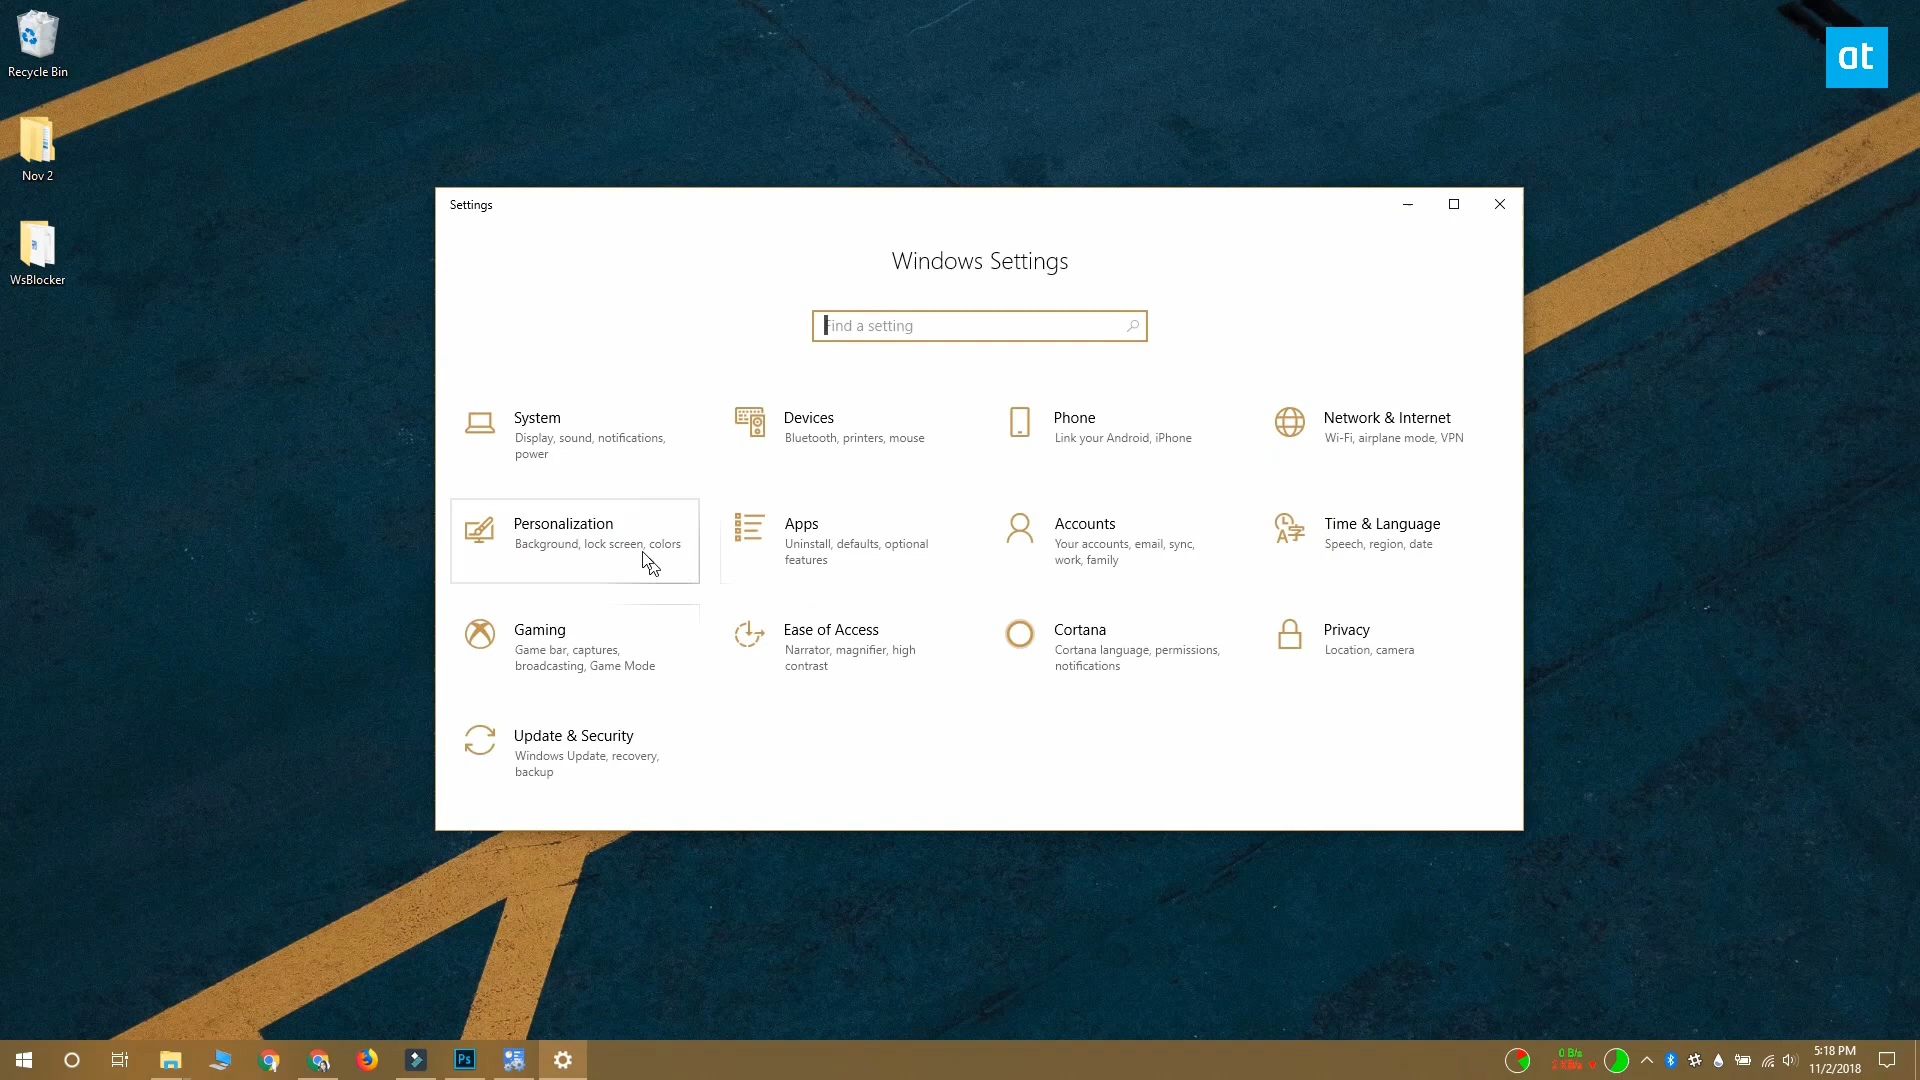 Recycle Bin
at
Nov 2
WsBlocker
Settings
Windows Settings
Find a setting
System
Display, sound, notifications,
power
Devices
Bluetooth, printers, mouse
Phone
Link your Android, iPhone
Network & Internet
Wi-Fi, airplane mode, VPN
Personalization
Background, lock screen, colors
Apps
Uninstall, defaults, optional
features
Accounts
Your accounts, email, sync,
work, family
Time & Language
Speech, region, date
Gaming
Game bar, captures,
broadcasting, Game Mode
Ease of Access
Narrator, magnifier, high
contrast
Cortana
Cortana language, permissions,
notifications
Privacy
Location, camera
Update & Security
Windows Update, recovery,
backup
Ps
0 B/s
5:18 PM
11/2/2018